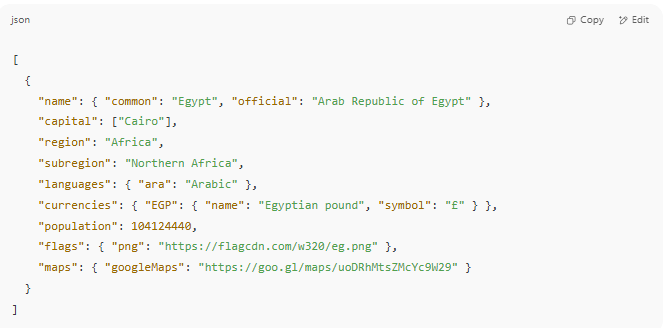 json
Copy
Edit
[
  {
    "name": { "common": "Egypt", "official": "Arab Republic of Egypt" },
    "capital": ["Cairo"],
    "region": "Africa",
    "subregion": "Northern Africa",
    "languages": { "ara": "Arabic" },
    "currencies": { "EGP": { "name": "Egyptian pound", "symbol": "£" } },
    "population": 104124440,
    "flags": { "png": "https://flagcdn.com/w320/eg.png" },
    "maps": { "googleMaps": "https://goo.gl/maps/uoDRhMtsZMcYc9W29" }
  }
]